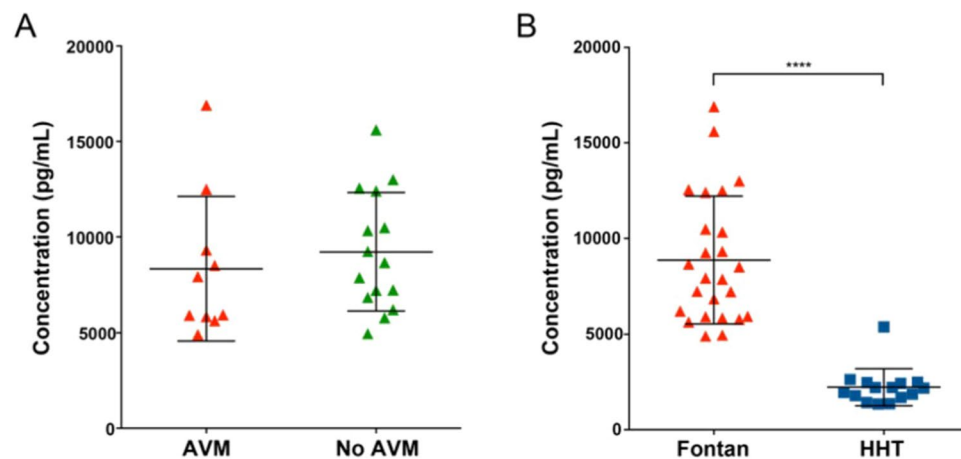 A
Concentration (pg/mL)
20000
15000
10000
5000
0
AVM
No AVM
B
Concentration (pg/mL)
20000
15000
10000
5000
0
****
Fontan
HHT